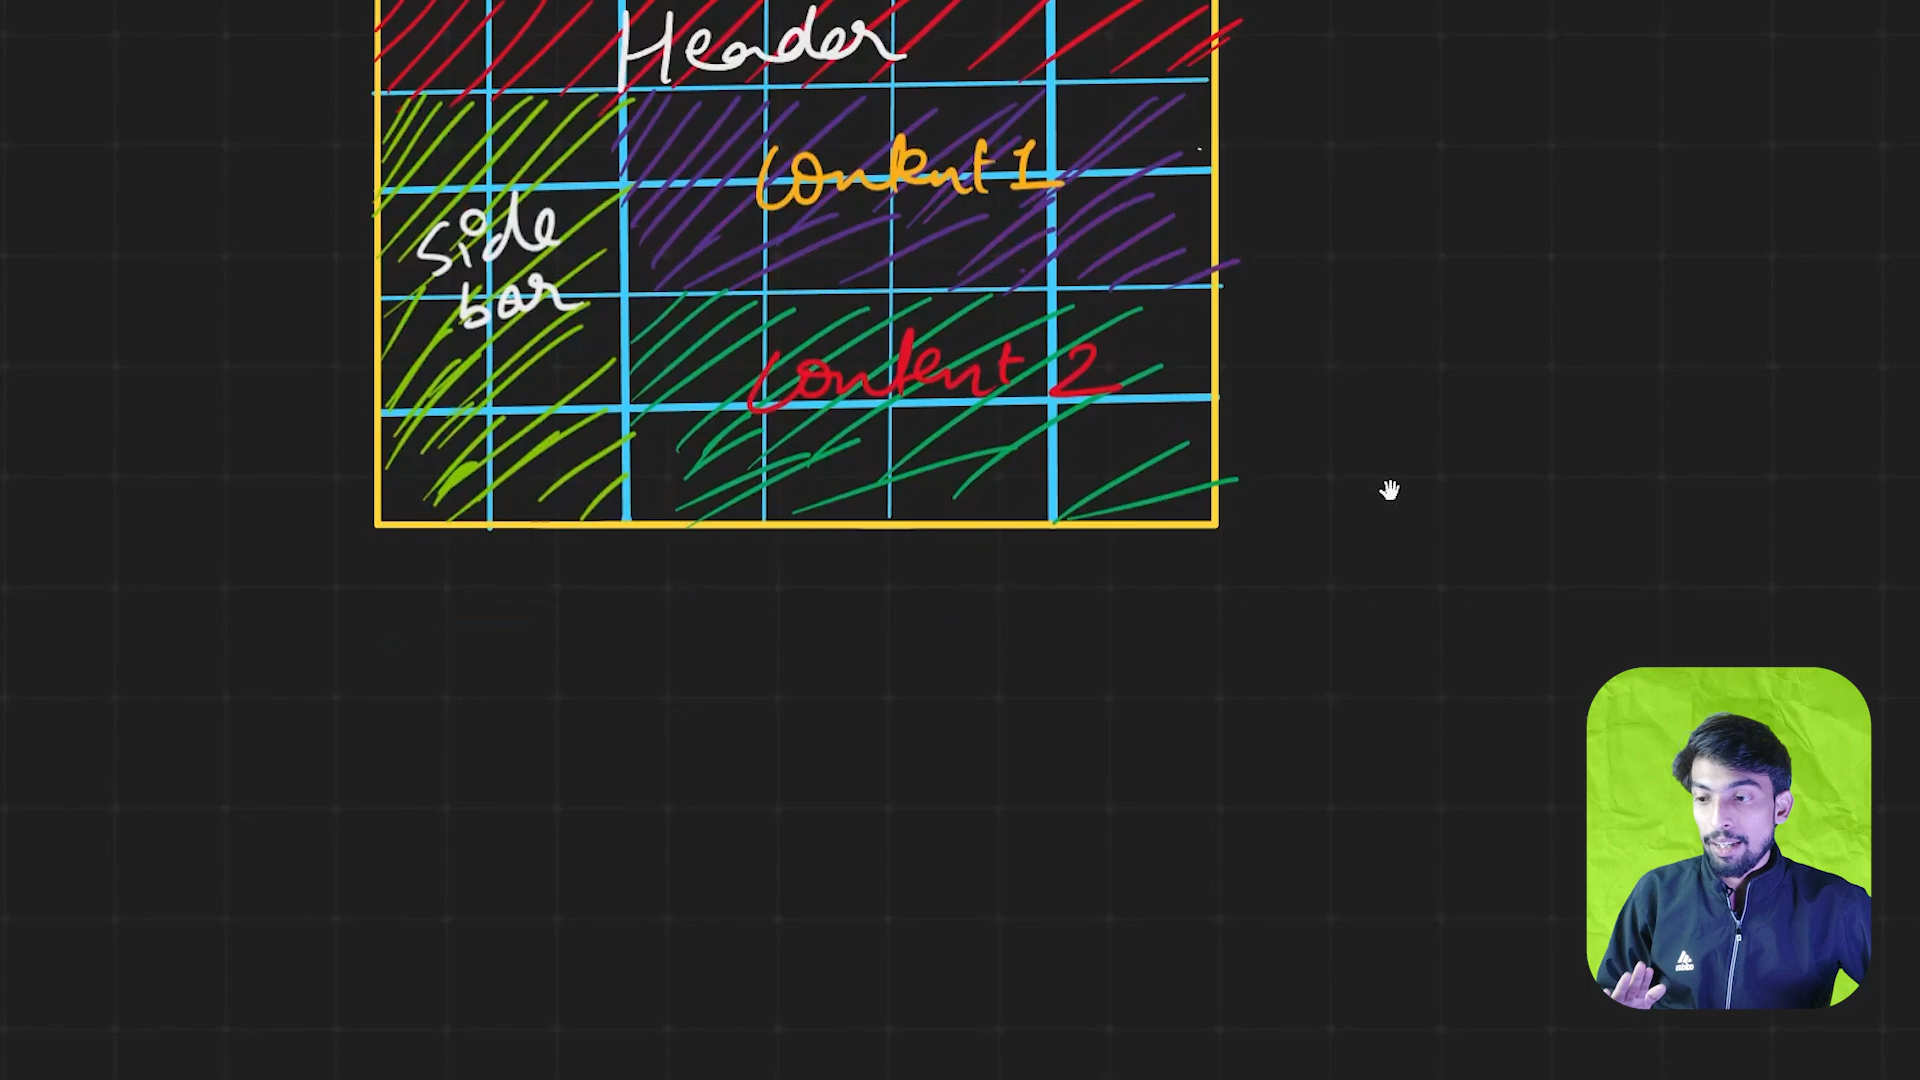 Header
Content 1
Side
bar
Content 2